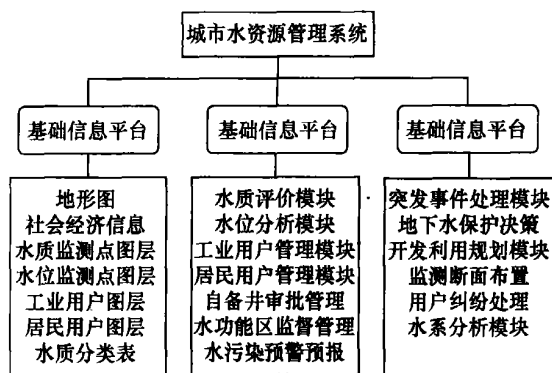 城市水资源管理系统
基础信息平台
基础信息平台
基础信息平台
地形图
社会经济信息
水质监测点图层
水位监测点图层
工业用户图层
居民用户图层
水质分类表
水质评价模块
水位分析模块
工业用户管理模块
居民用户管理模块
自备井审批管理
水功能区监督管理
水污染预警预报
突发事件处理模块
地下水保护决策
开发利用规划模块
监测断面布置
用户纠纷处理
水系分析模块